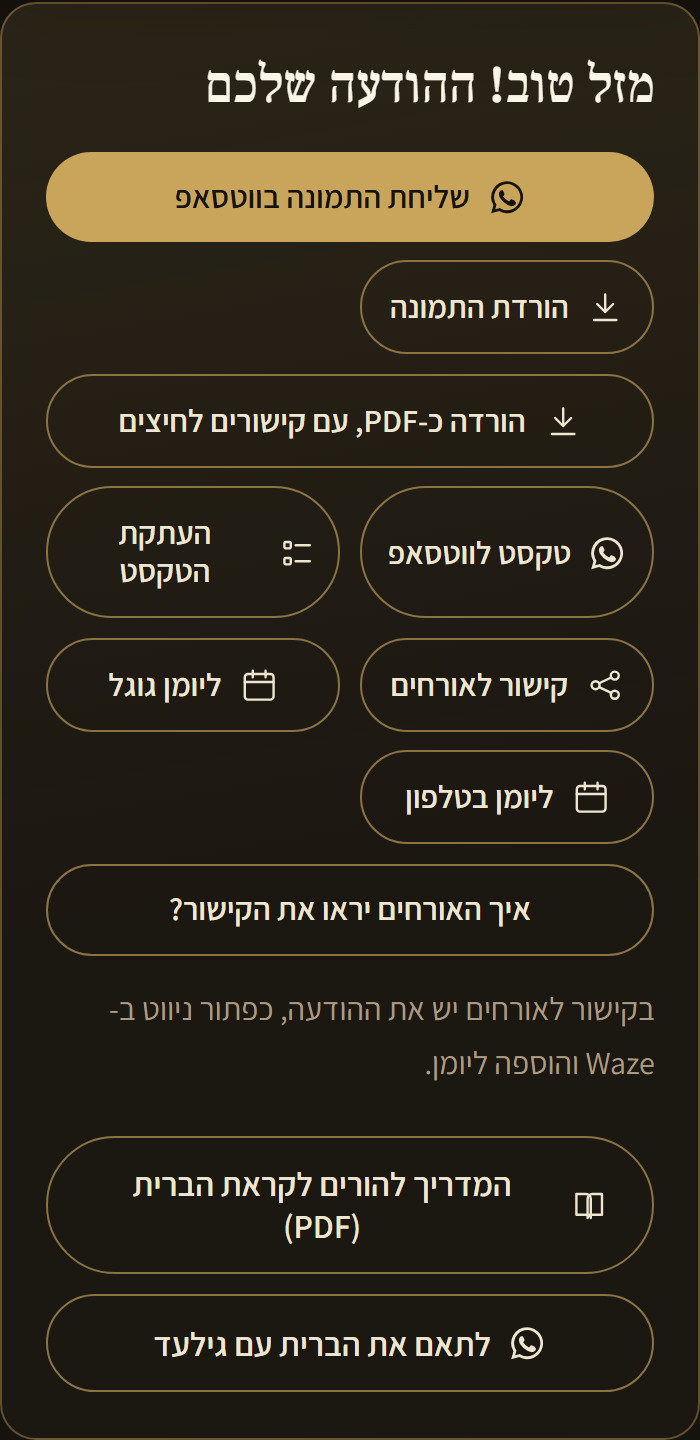 מזל טוב! ההודעה שלכם
שליחת התמונה בווטסאפ
הורדת התמונה
הורדה כ-PDF, עם קישורים לחיצים
טקסט לווטסאפ
העתקת
הטקסט
קישור לאורחים
ליומן גוגל
ליומן בטלפון
איך האורחים יראו את הקישור?
בקישור לאורחים יש את ההודעה, כפתור ניווט ב-
Waze והוספה ליומן.
המדריך להורים לקראת הברית
(PDF)
לתאם את הברית עם גילעד